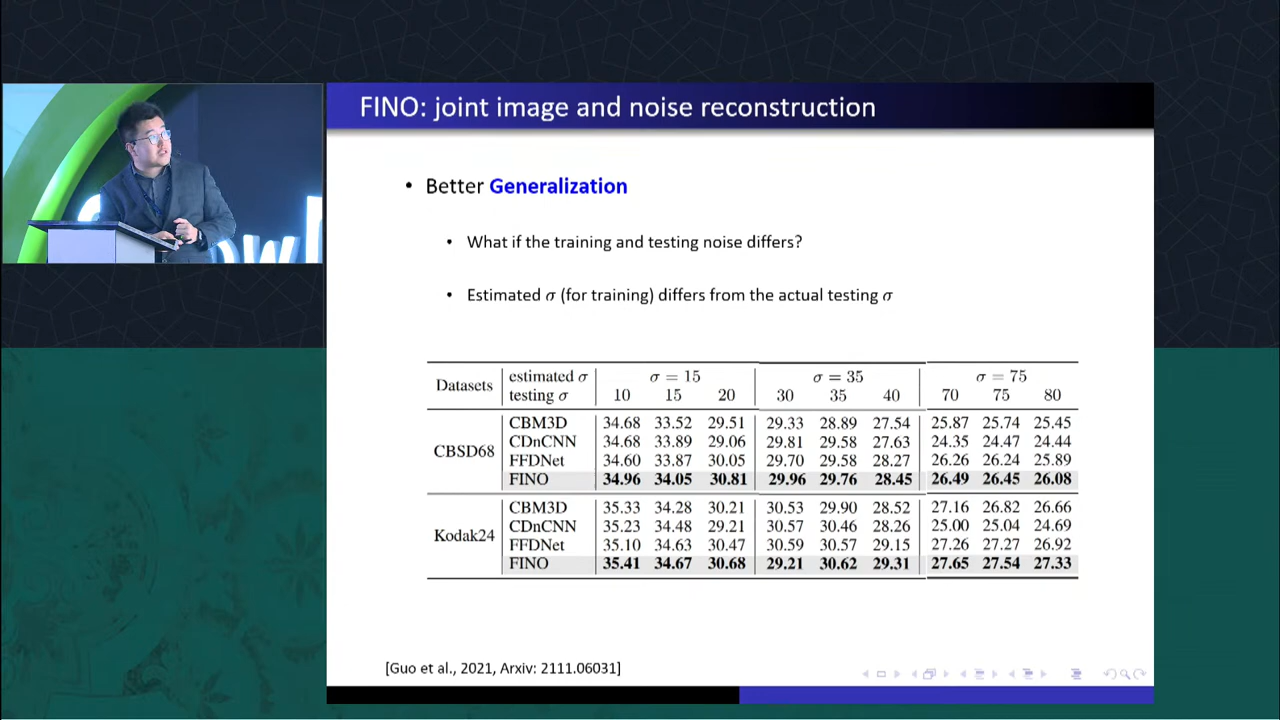 FINO: joint image and noise reconstruction
• Better Generalization
• What if the training and testing noise differs?
• Estimated σ (for training) differs from the actual testing σ
Datasets estimated σ σ = 15 σ = 35 σ = 75
testing σ 10 15 20 30 35 40 70 75 80
CBSD68
CBM3D 34.68 33.52 29.51 29.33 28.89 27.54 25.87 25.74 25.45
CDnCNN 34.68 33.89 29.06 29.81 29.58 27.63 24.35 24.47 24.44
FFDNet 34.60 33.87 30.05 29.70 29.58 28.27 26.26 26.24 25.89
FINO 34.96 34.05 30.81 29.96 29.76 28.45 26.49 26.45 26.08
Kodak24
CBM3D 35.33 34.28 30.21 30.53 29.90 28.52 27.16 26.82 26.66
CDnCNN 35.23 34.48 29.21 30.57 30.46 28.26 25.00 25.04 24.69
FFDNet 35.10 34.63 30.47 30.59 30.57 29.15 27.26 27.27 26.92
FINO 35.41 34.67 30.68 29.21 30.62 29.31 27.65 27.54 27.33
[Guo et al., 2021, Arxiv: 2111.06031]